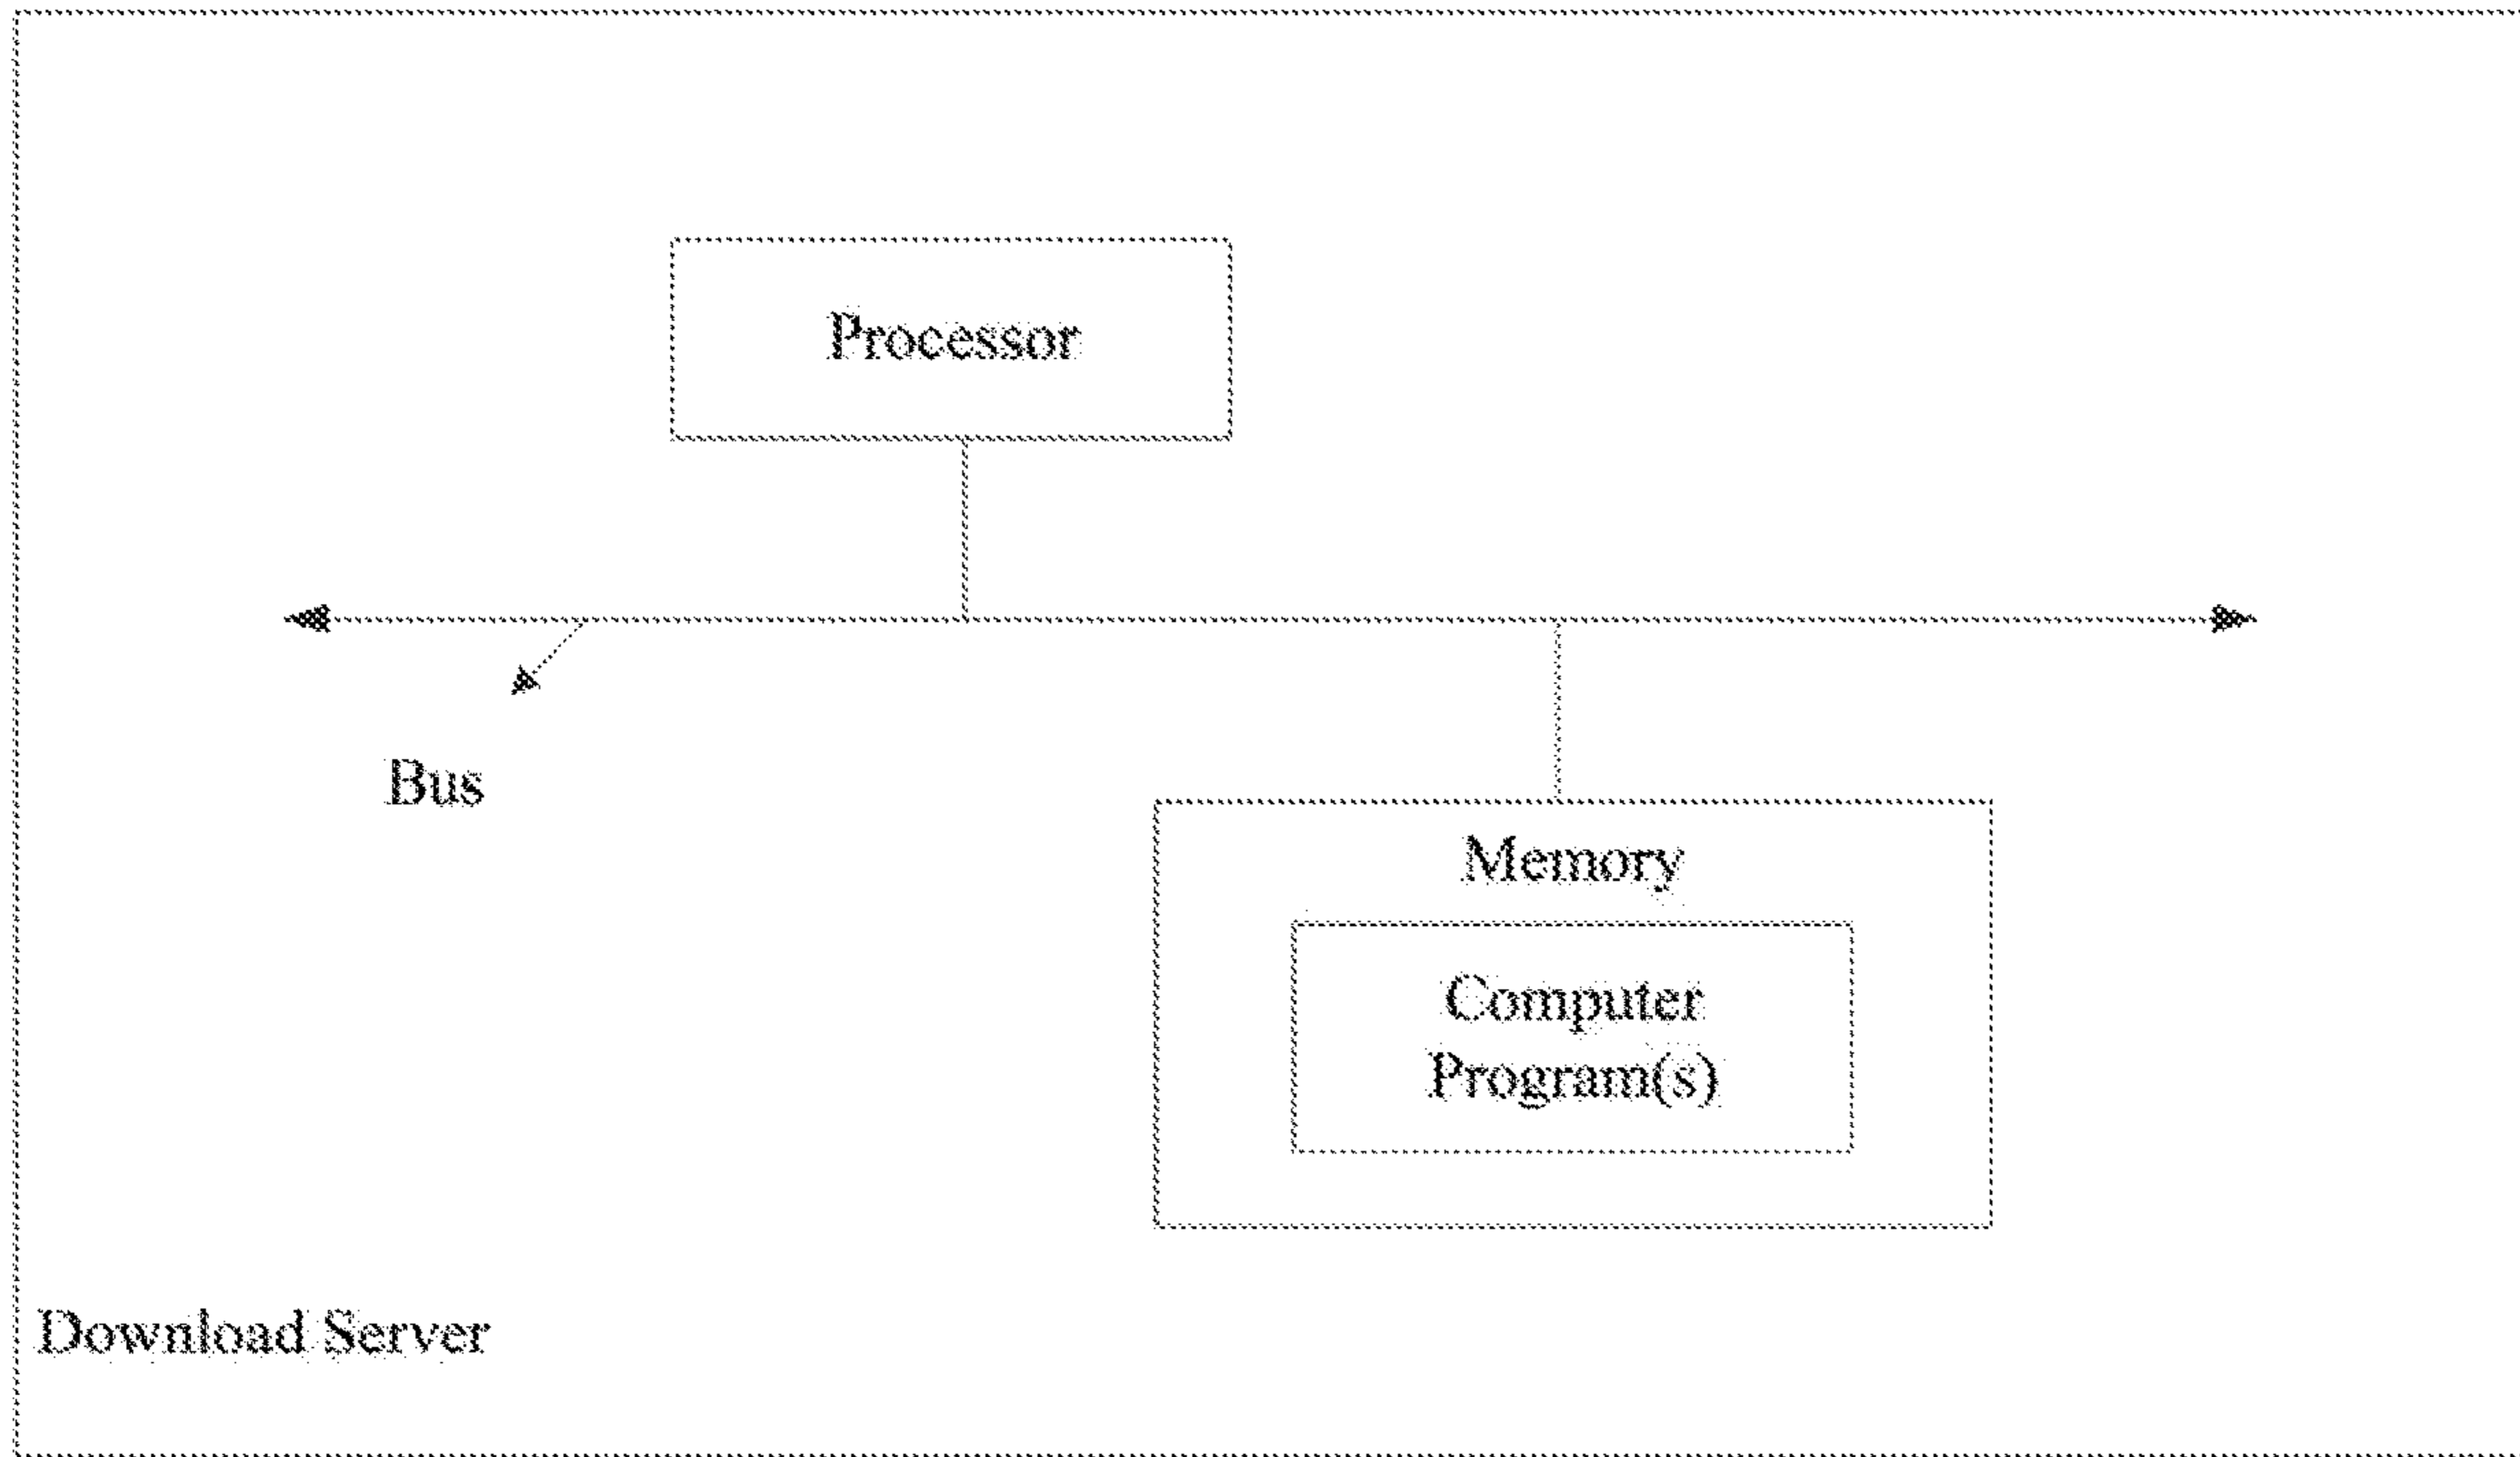 Processor
Bus
Memory
Computer
Program(s)
Download Server